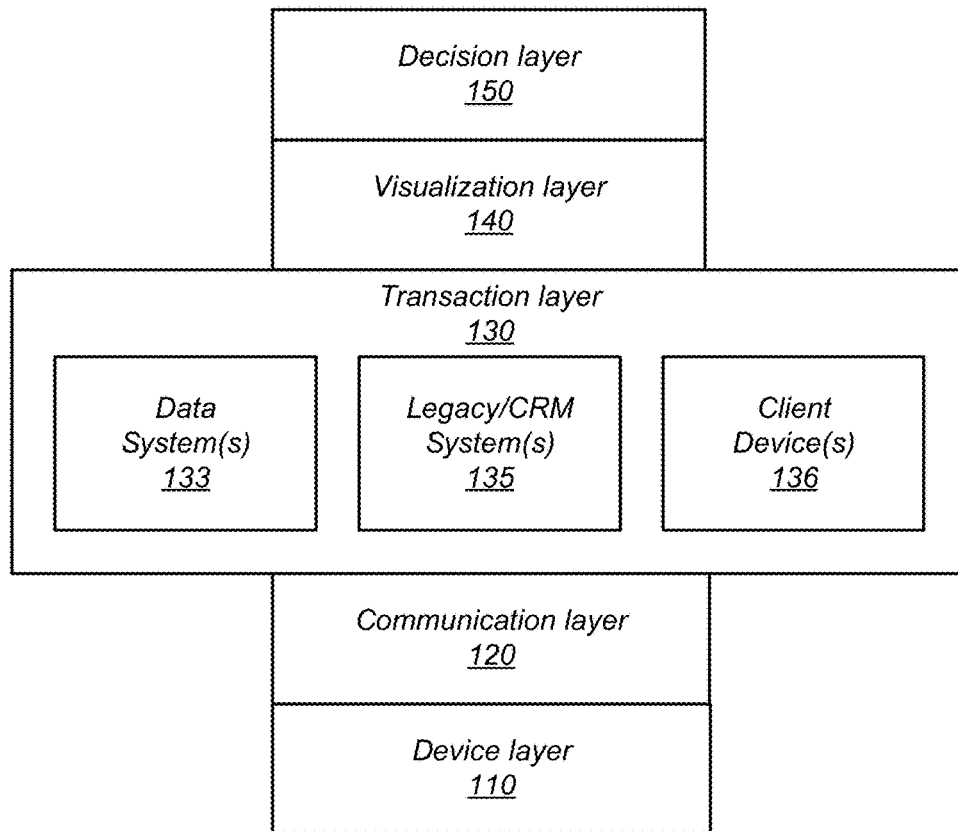 Decision layer
150
Visualization layer
140
Transaction layer
130
Data
System(s)
133
Legacy/CRM
System(s)
135
Client
Device(s)
136
Communication layer
120
Device layer
110